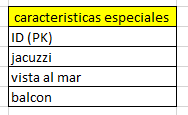 caracteristicas especiales
ID (PK)
jacuzzi
vista al mar
balcon